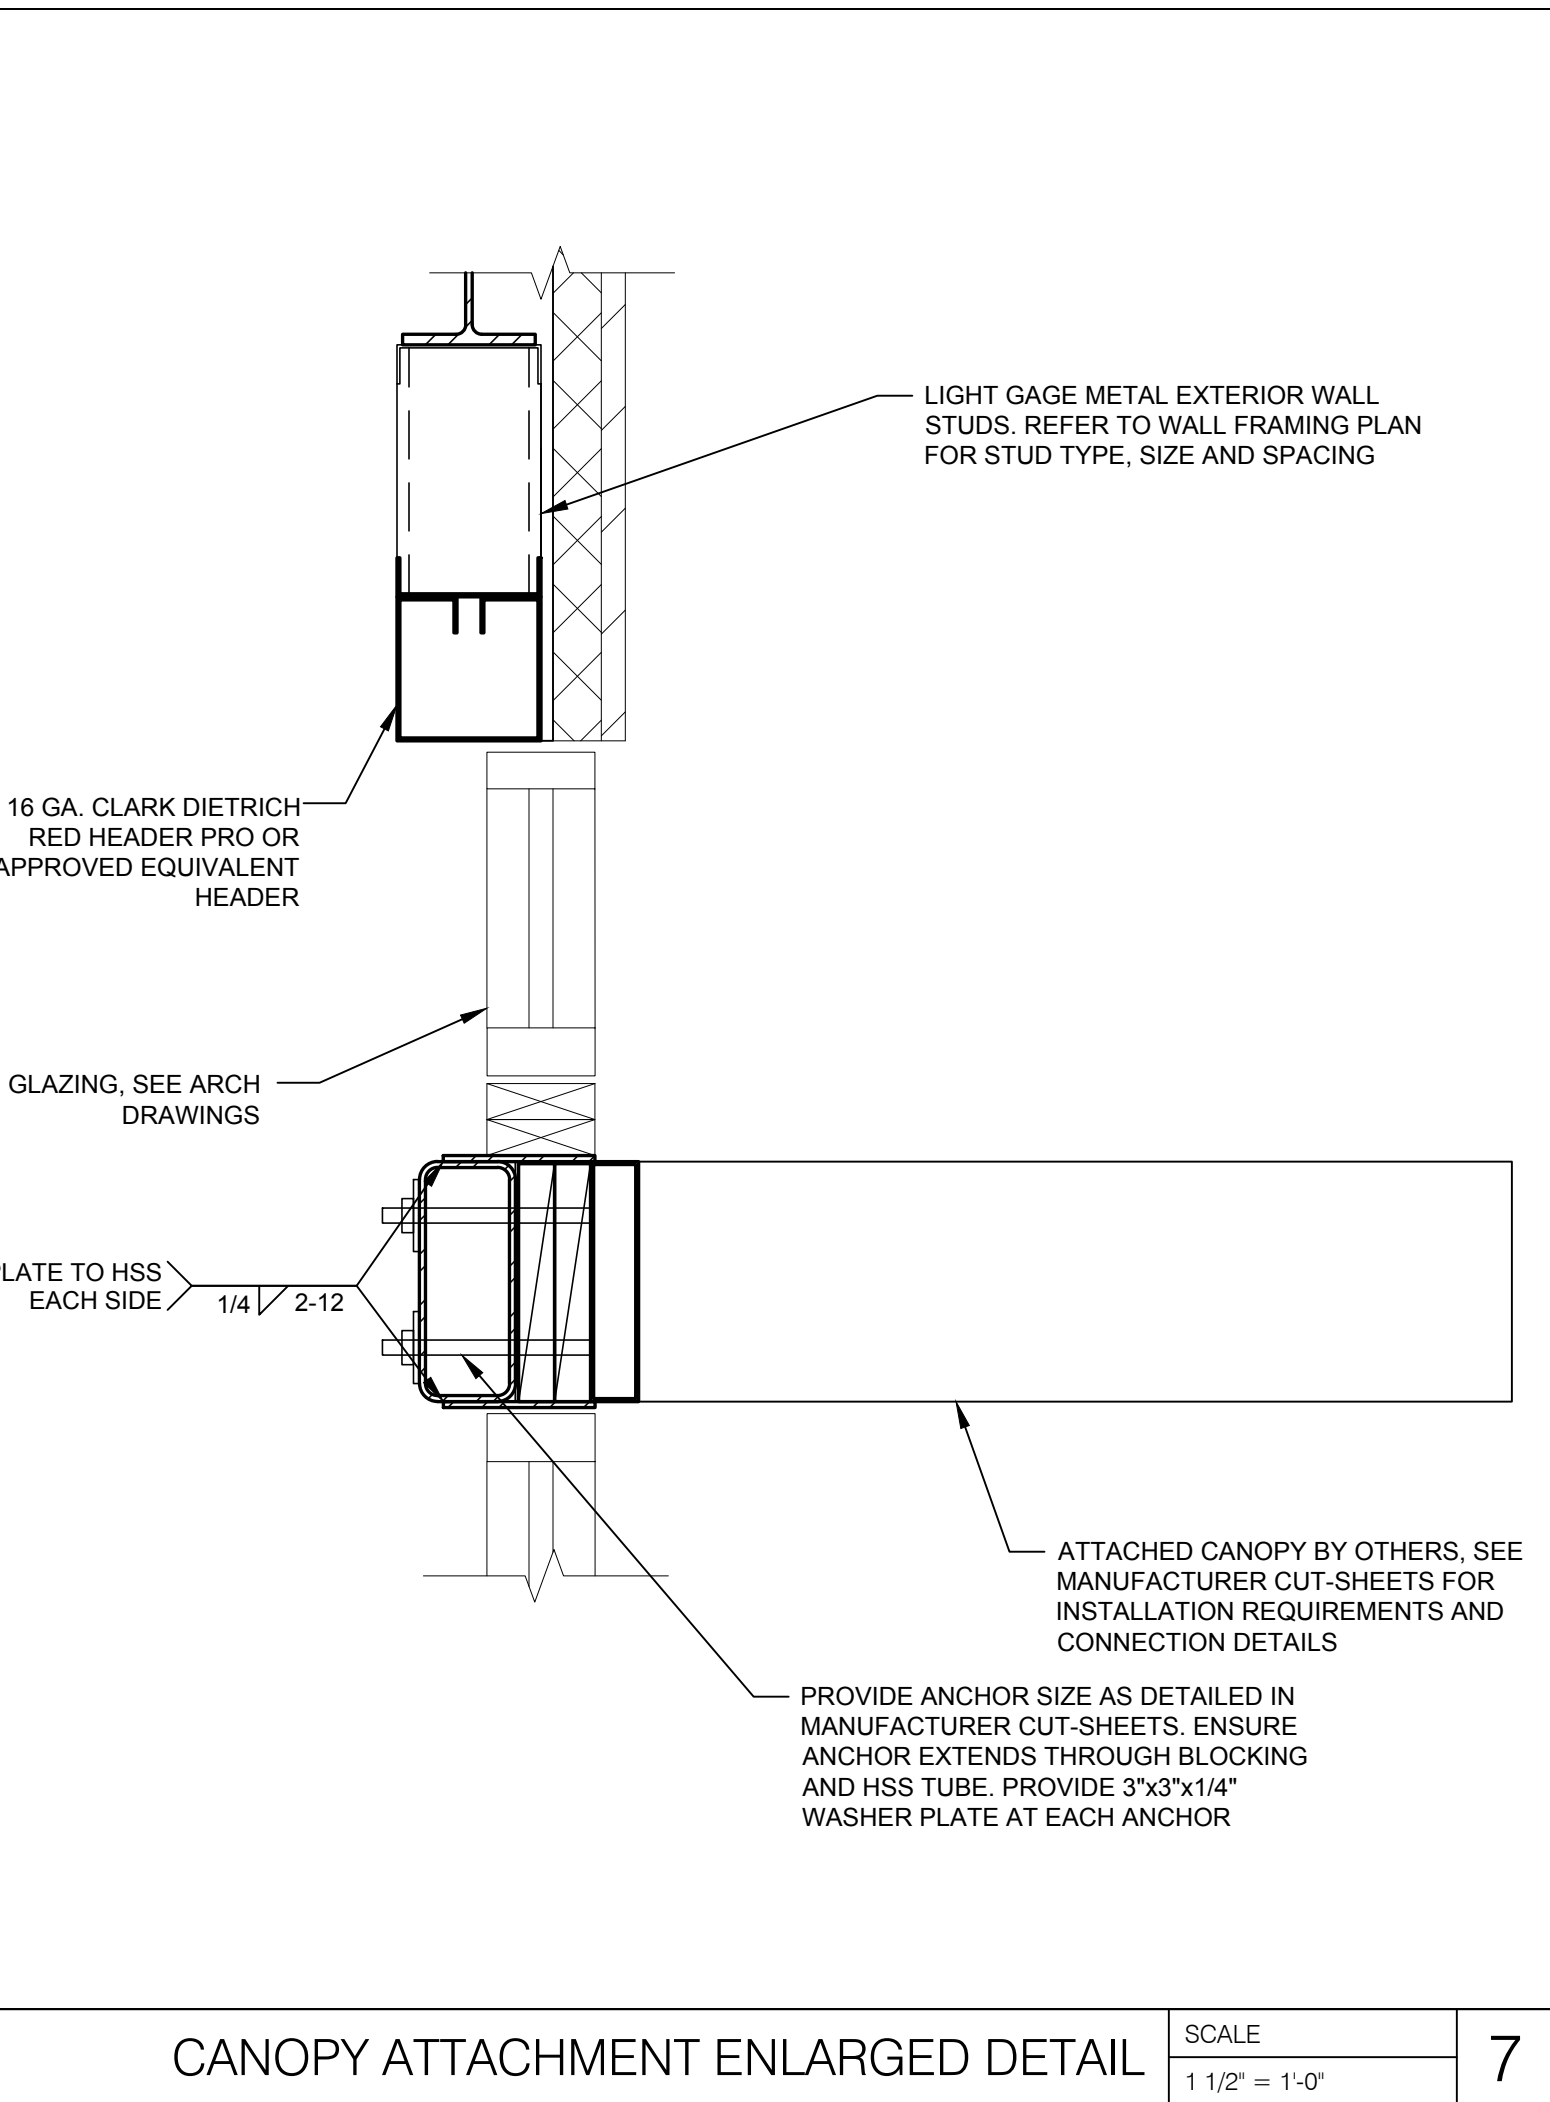 LIGHT GAGE METAL EXTERIOR WALL
STUDS. REFER TO WALL FRAMING PLAN
FOR STUD TYPE, SIZE AND SPACING
16 GA. CLARK DIETRICH
RED HEADER PRO OR
APPROVED EQUIVALENT
HEADER
GLAZING, SEE ARCH
DRAWINGS
LATE TO HSS
EACH SIDE
1/4 2-12
ATTACHED CANOPY BY OTHERS, SEE
MANUFACTURER CUT-SHEETS FOR
INSTALLATION REQUIREMENTS AND
CONNECTION DETAILS
PROVIDE ANCHOR SIZE AS DETAILED IN
MANUFACTURER CUT-SHEETS. ENSURE
ANCHOR EXTENDS THROUGH BLOCKING
AND HSS TUBE. PROVIDE 3"x3"x1/4"
WASHER PLATE AT EACH ANCHOR
CANOPY ATTACHMENT ENLARGED DETAIL
SCALE
1 1/2" = 1'-0"
7